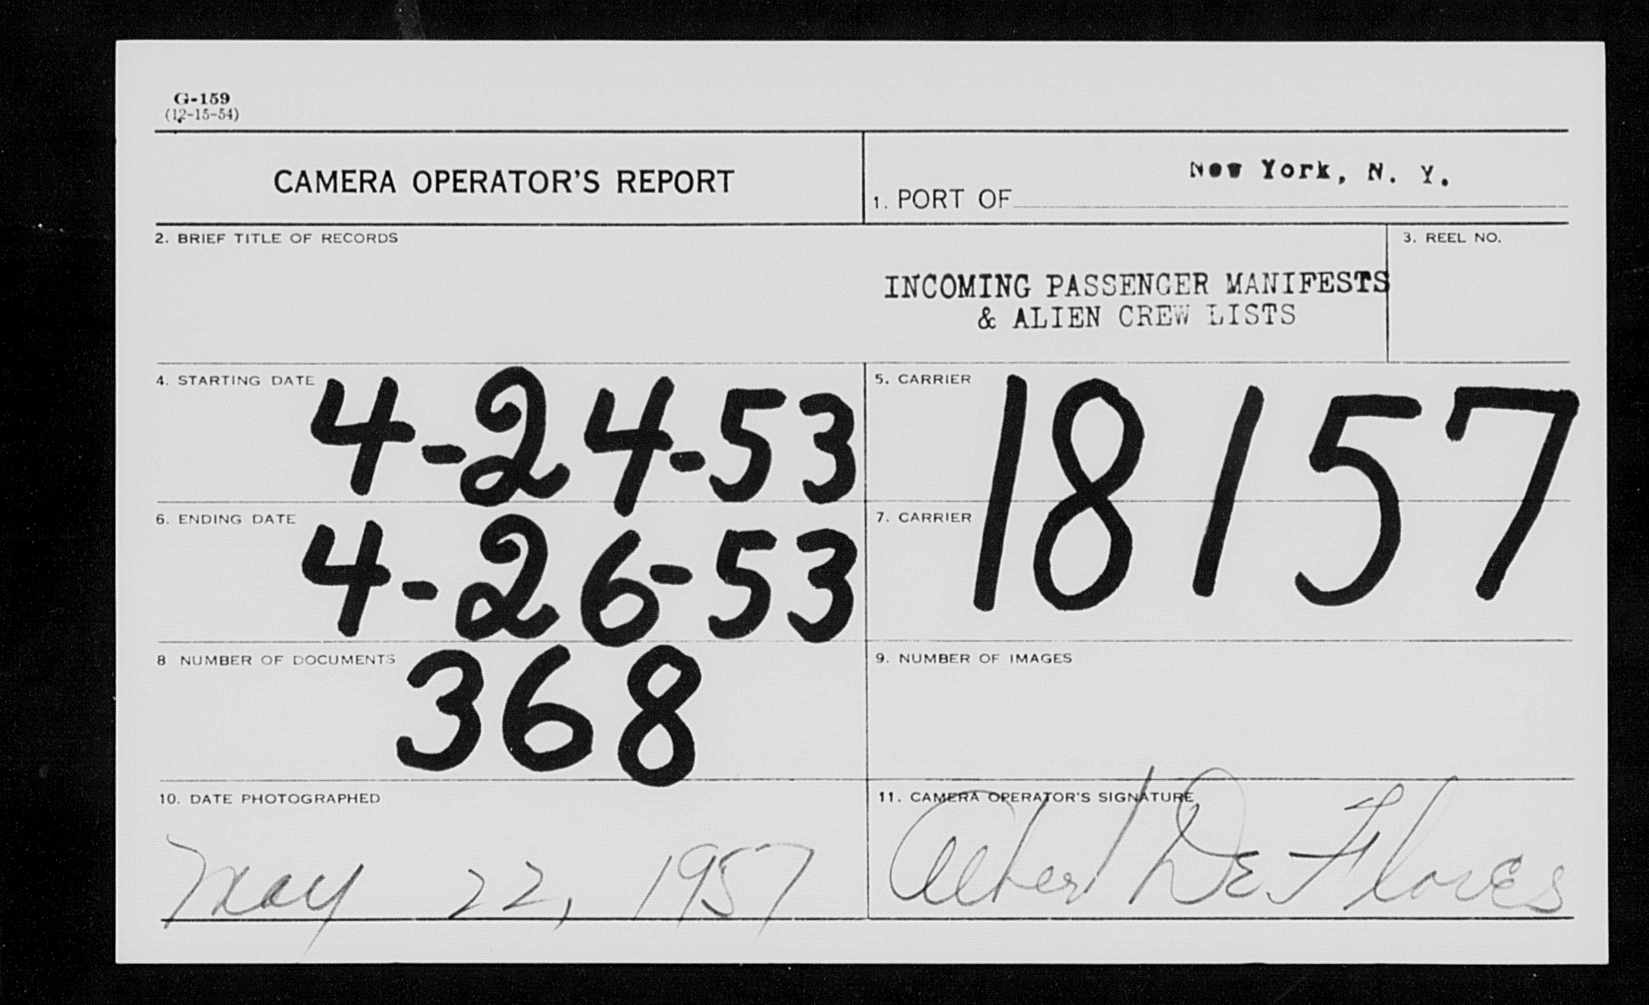 G-159
(12-15-54)
CAMERA OPERATOR'S REPORT
New York, N. Y.
1. PORT OF
2. BRIEF TITLE OF RECORDS
3. REEL NO.
INCOMING PASSENGER MANIFESTS
& ALIEN CREW LISTS
4. STARTING DATE
4-24-53
5. CARRIER
18157
6. ENDING DATE
4-26-53
7. CARRIER
8 NUMBER OF DOCUMENTS
368
9. NUMBER OF IMAGES
10. DATE PHOTOGRAPHED
May 22, 1957
11. CAMERA OPERATOR'S SIGNATURE
Albert De Flores